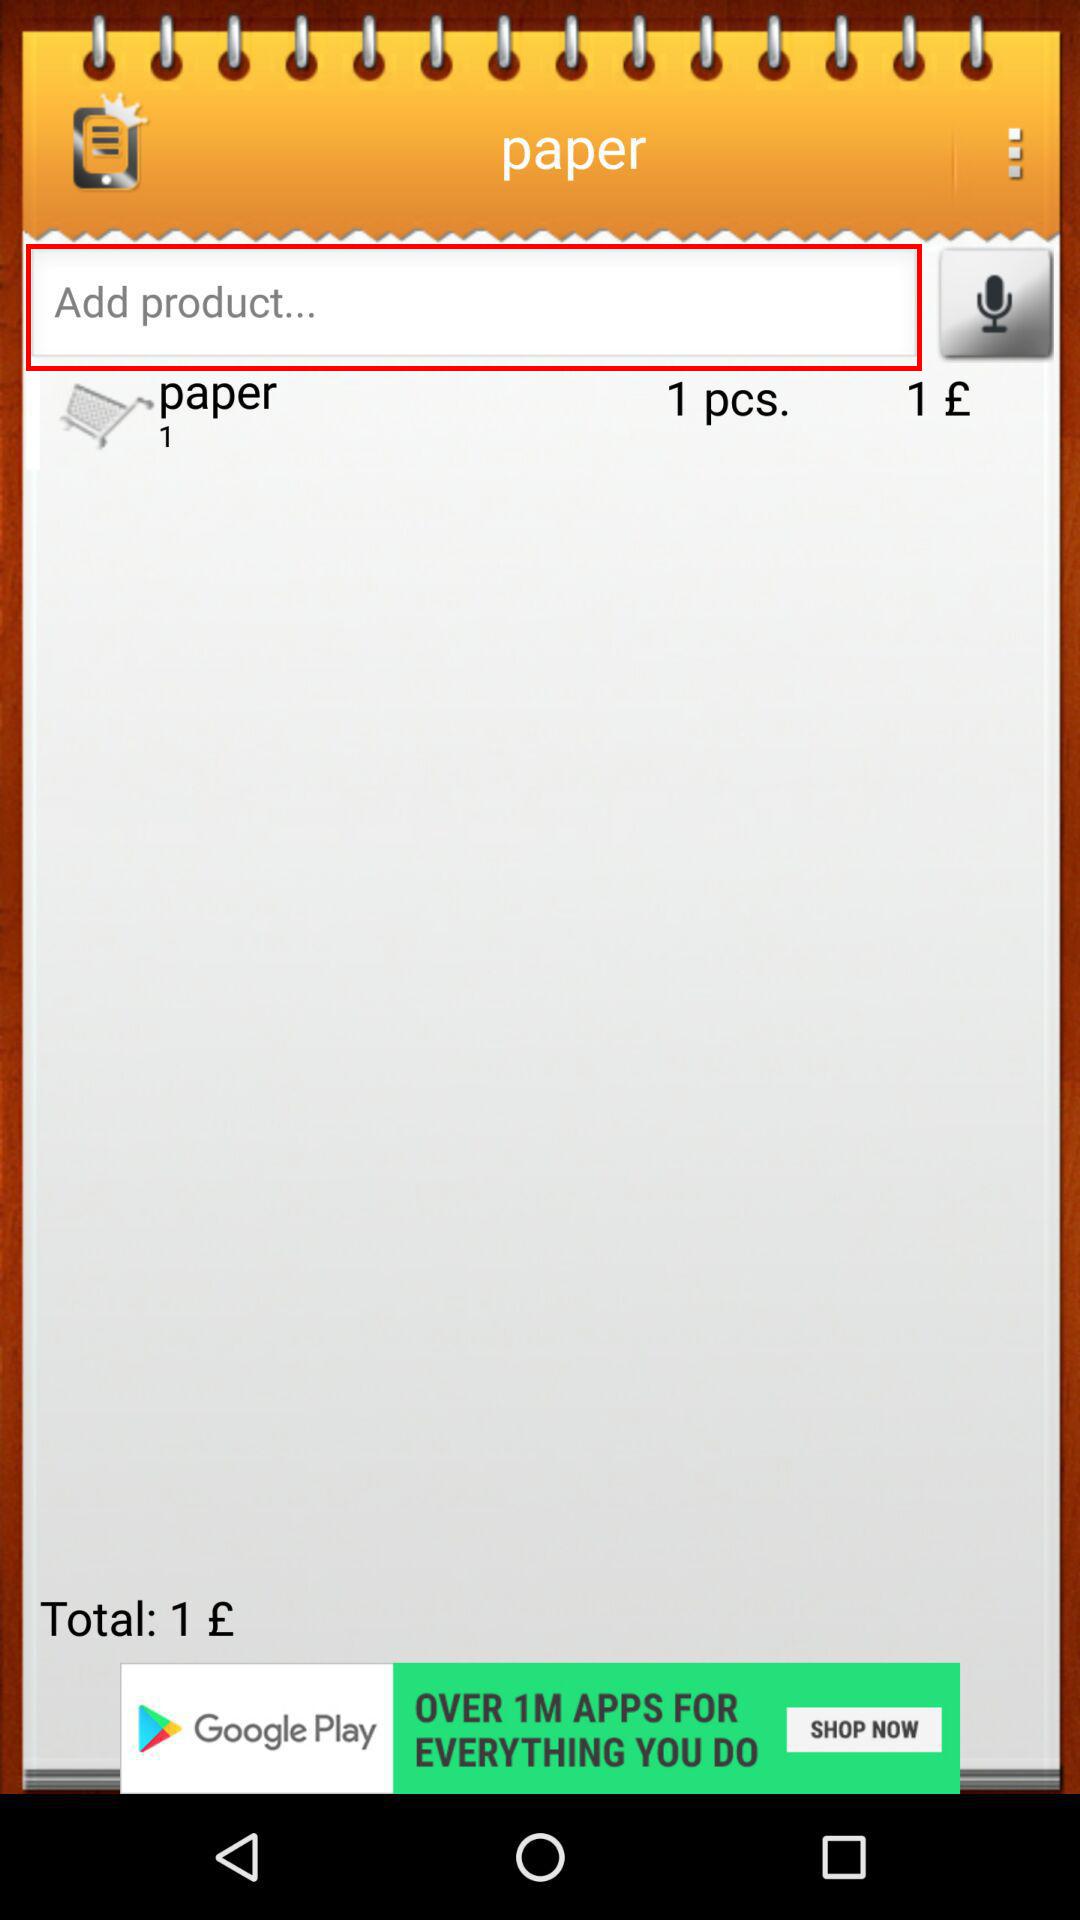 paper
Add product...
paper 1 pcs. 1 £
1
Total: 1 £
Google Play
OVER 1M APPS FOR
EVERYTHING YOU DO
SHOP NOW